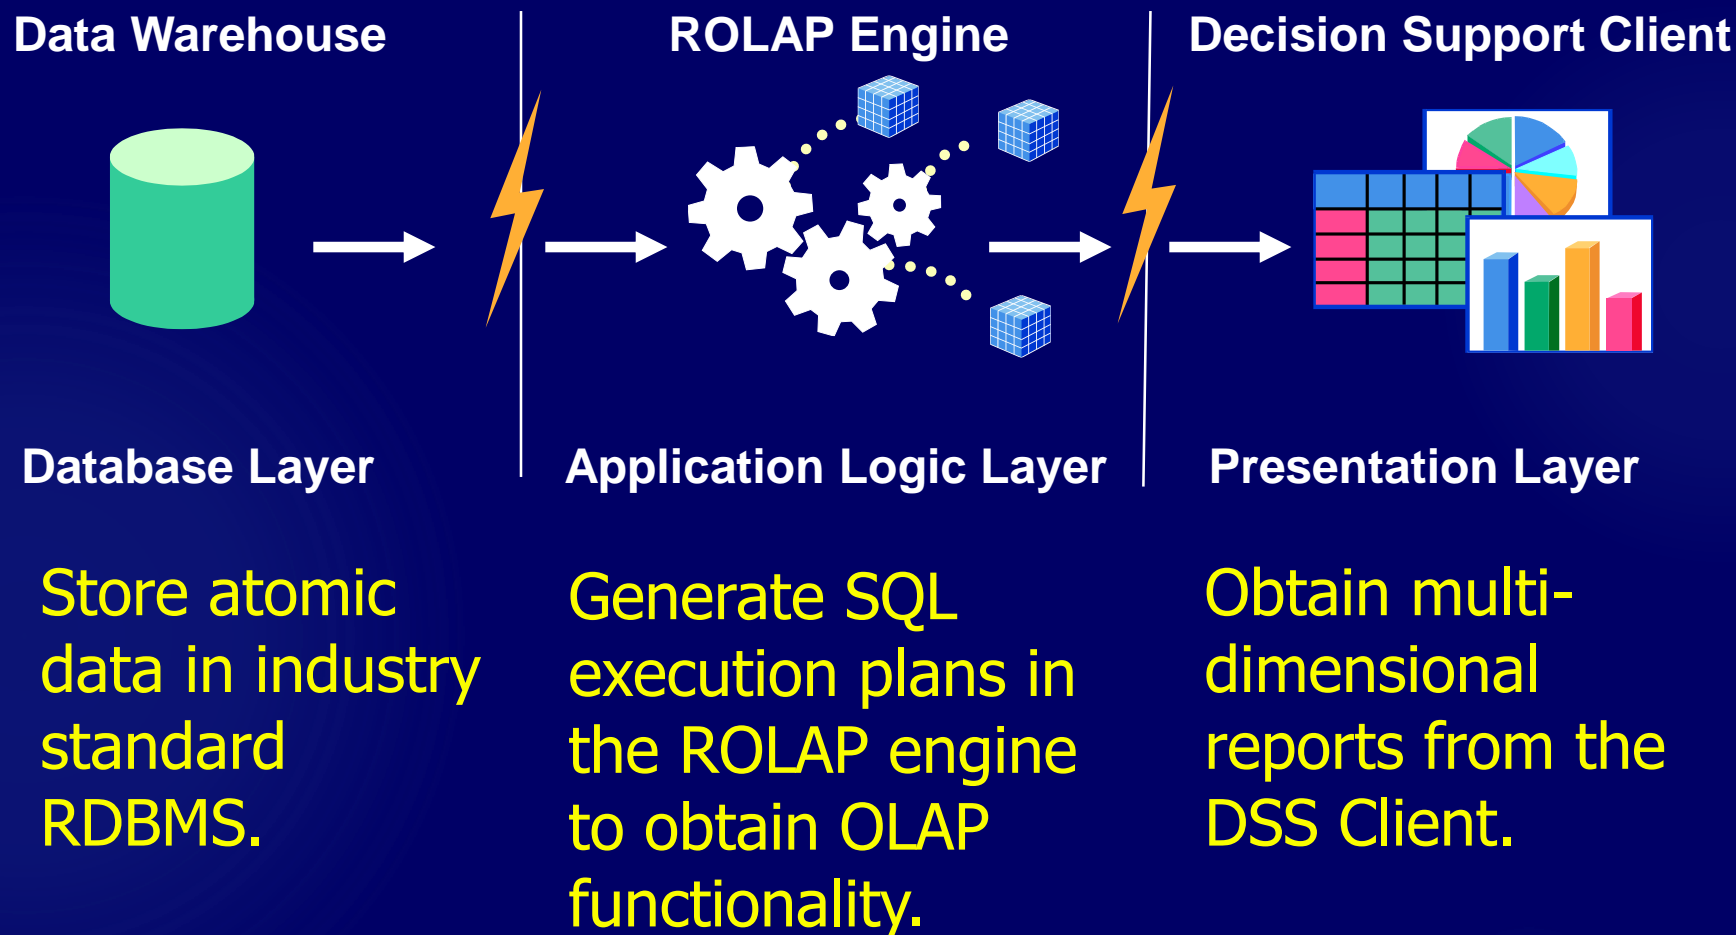 Data Warehouse
ROLAP Engine
Decision Support Client
Database Layer
Application Logic Layer
Presentation Layer
Store atomic
data in industry
standard
RDBMS.
Generate SQL
execution plans in
the ROLAP engine
to obtain OLAP
functionality.
Obtain multi-
dimensional
reports from the
DSS Client.